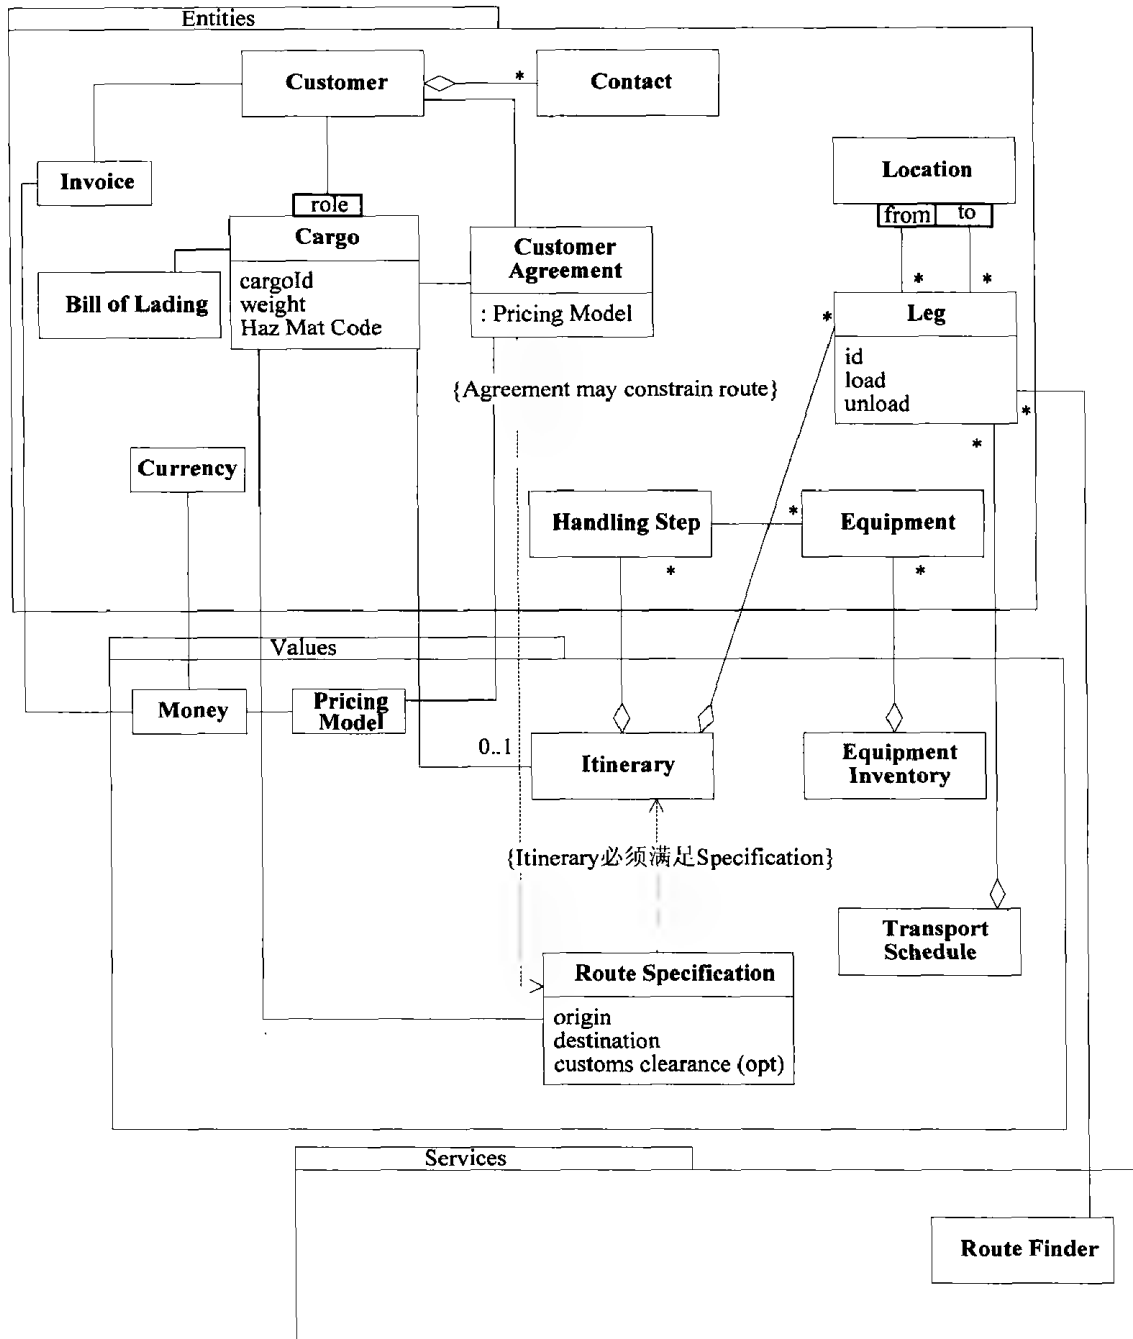 Entities
Customer
*
Contact
Invoice
Location
role
from
to
Cargo
cargoId
weight
Haz Mat Code
Customer
Agreement
: Pricing Model
Bill of Lading
*
*
*
Leg
id
load
unload
*
*
{Agreement may constrain route}
Currency
Handling Step
*
Equipment
*
*
Values
Money
Pricing
Model
0..1
Itinerary
Equipment
Inventory
{Itinerary必须满足Specification}
Transport
Schedule
Route Specification
origin
destination
customs clearance (opt)
Services
Route Finder